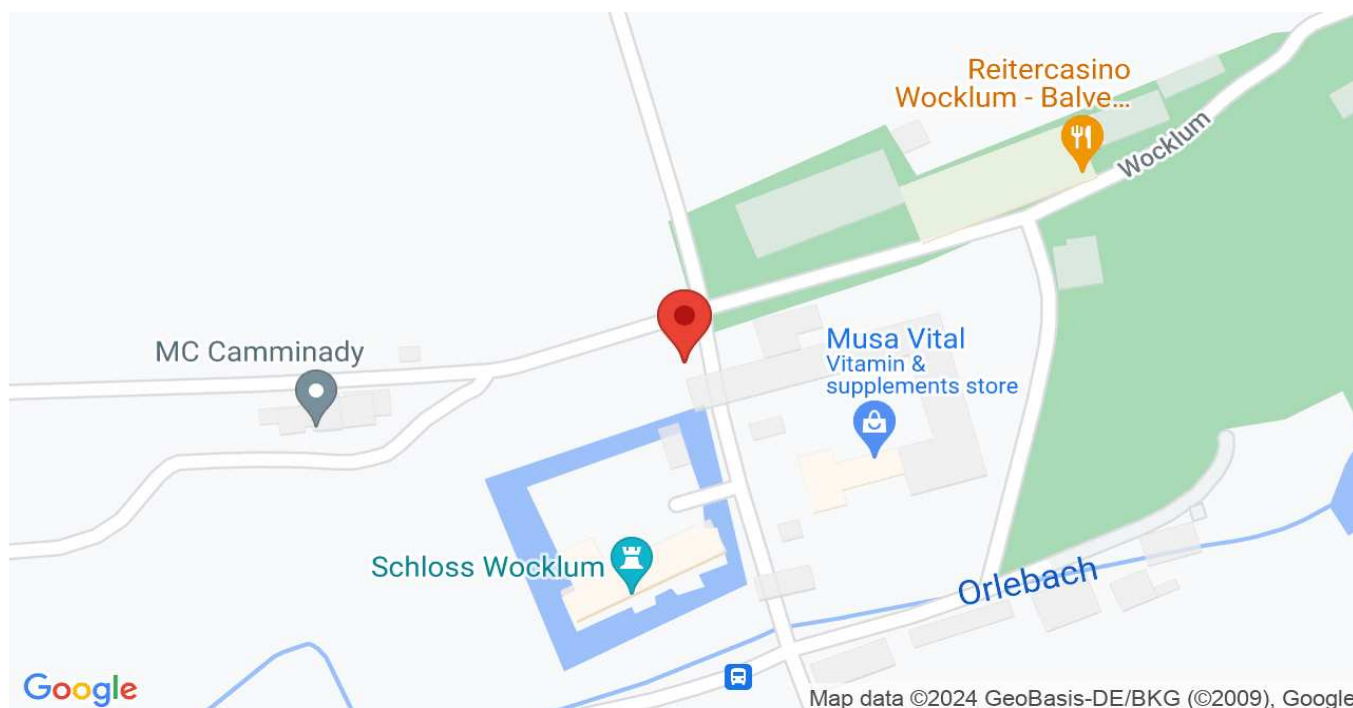 Reitercasino
Wocklum - Balve...
Wocklum
MC Camminady
Musa Vital
Vitamin &
supplements store
Schloss Wocklum
Orlebach
Google
Map data ©2024 GeoBasis-DE/BKG (©2009), Google